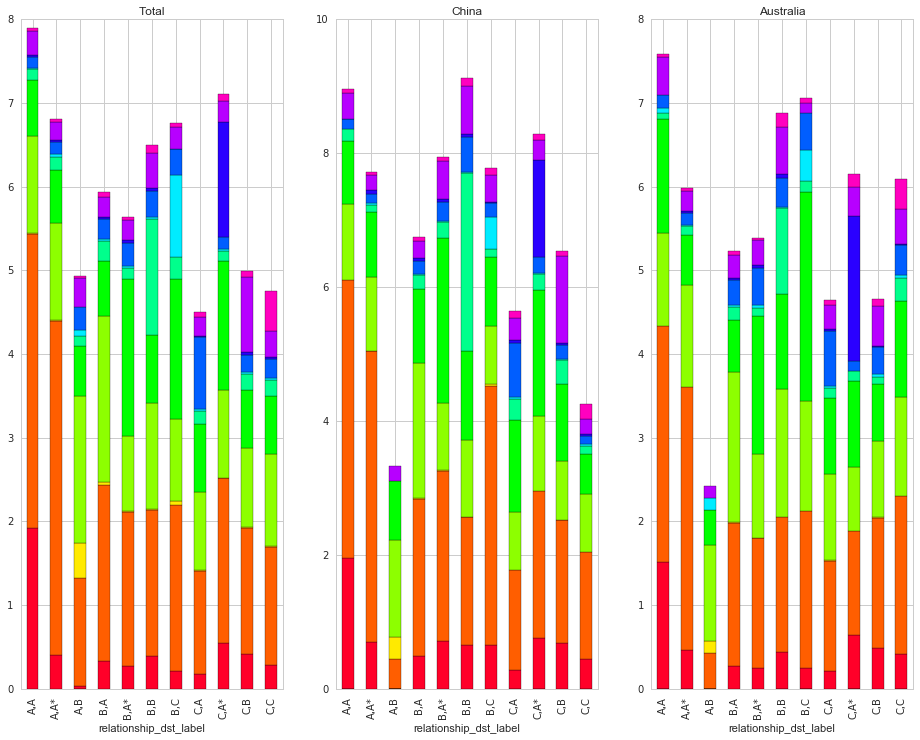 Total
8
7
6
5
4
3
2
1
0
A,A
A,A*
A,B
B,A
B,A*
B,B
B,C
C,A
C,A*
C,B
C,C
relationship_dst_label
China
10
8
6
4
2
0
A,A
A,A*
A,B
B,A
B,A*
B,B
B,C
C,A
C,A*
C,B
C,C
relationship_dst_label
Australia
8
7
6
5
4
3
2
1
0
A,A
A,A*
A,B
B,A
B,A*
B,B
B,C
C,A
C,A*
C,B
C,C
relationship_dst_label